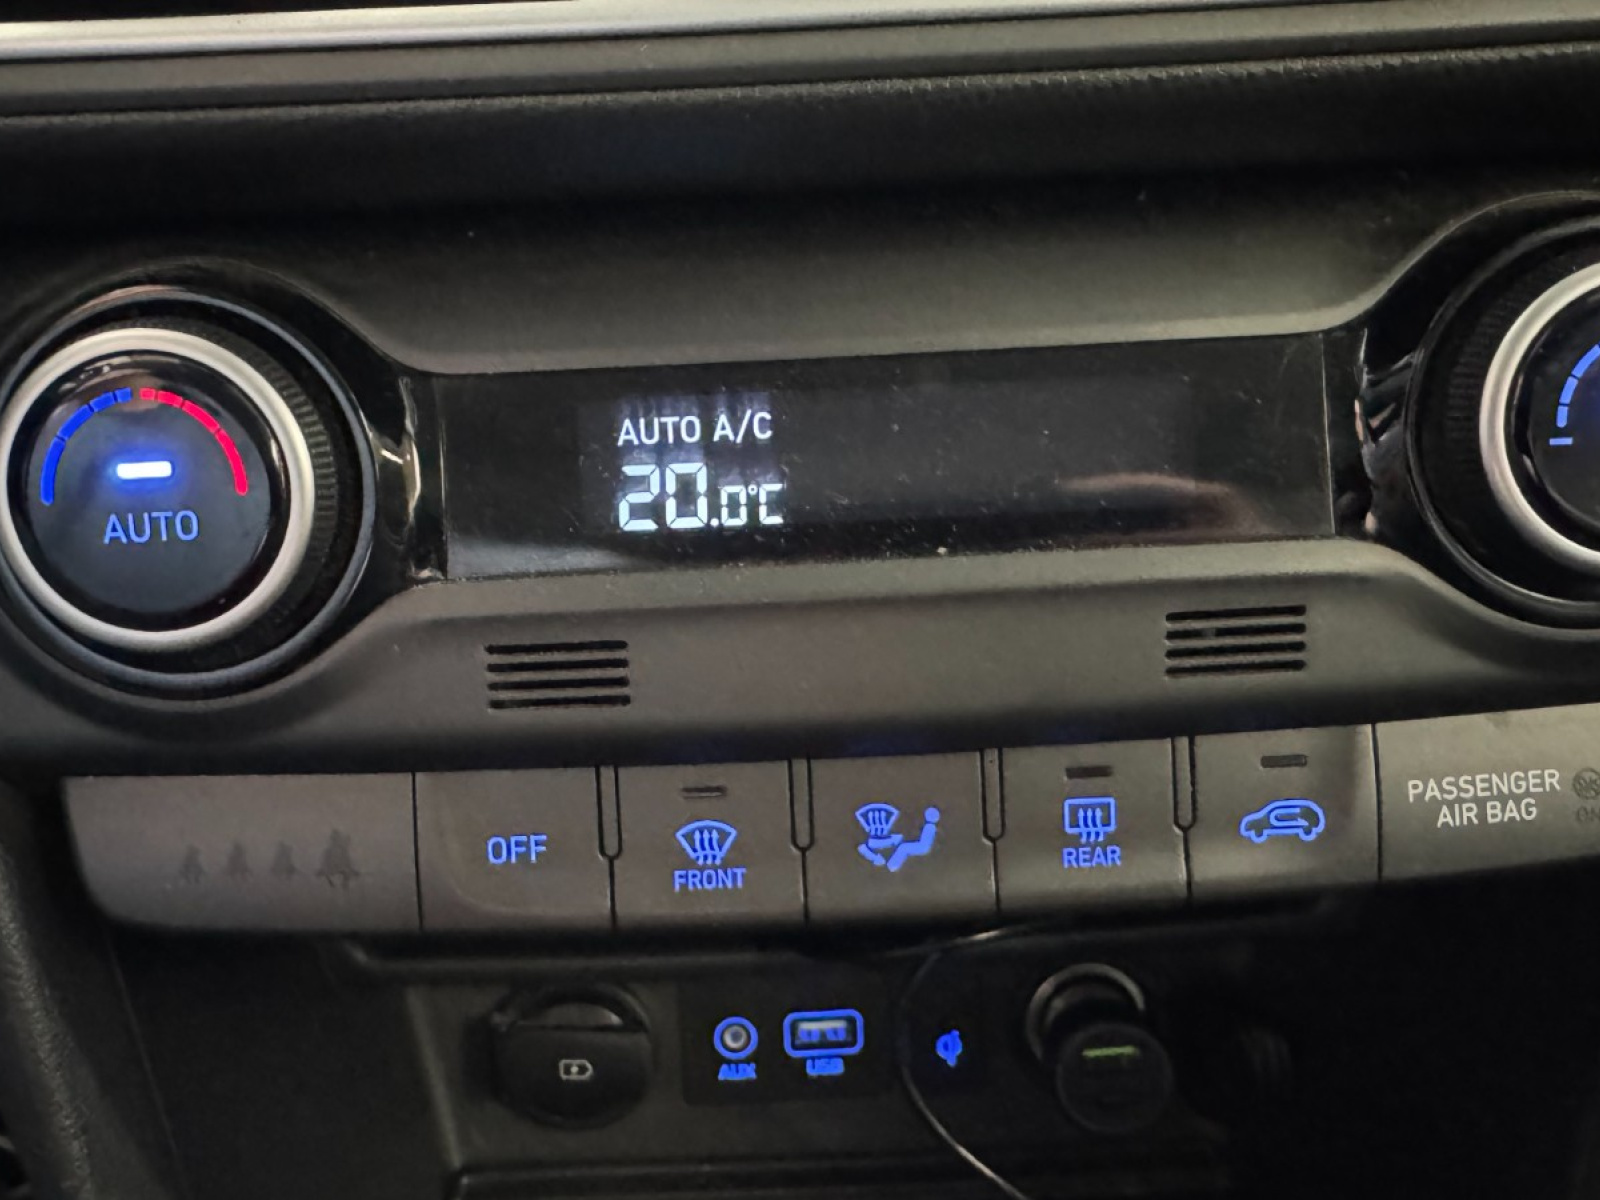 AUTO A/C
20.0°C
AUTO
OFF
FRONT
REAR
PASSENGER
AIR BAG
AUX
USB